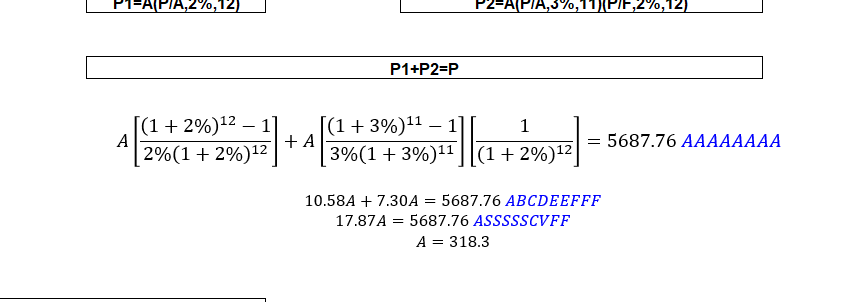 P1=A(P/A,2%,12)
P2=A(P/A,3%,11)(P/F,2%,12)
P1+P2=P
A[((1 + 2%)^12 − 1)/(2%(1 + 2%)^12)] + A[((1 + 3%)^11 − 1)/(3%(1 + 3%)^11)][1/(1 + 2%)^12] = 5687.76 AAAAAAAA
10.58A + 7.30A = 5687.76 ABCDEEFFF
17.87A = 5687.76 ASSSSSCVFF
A = 318.3